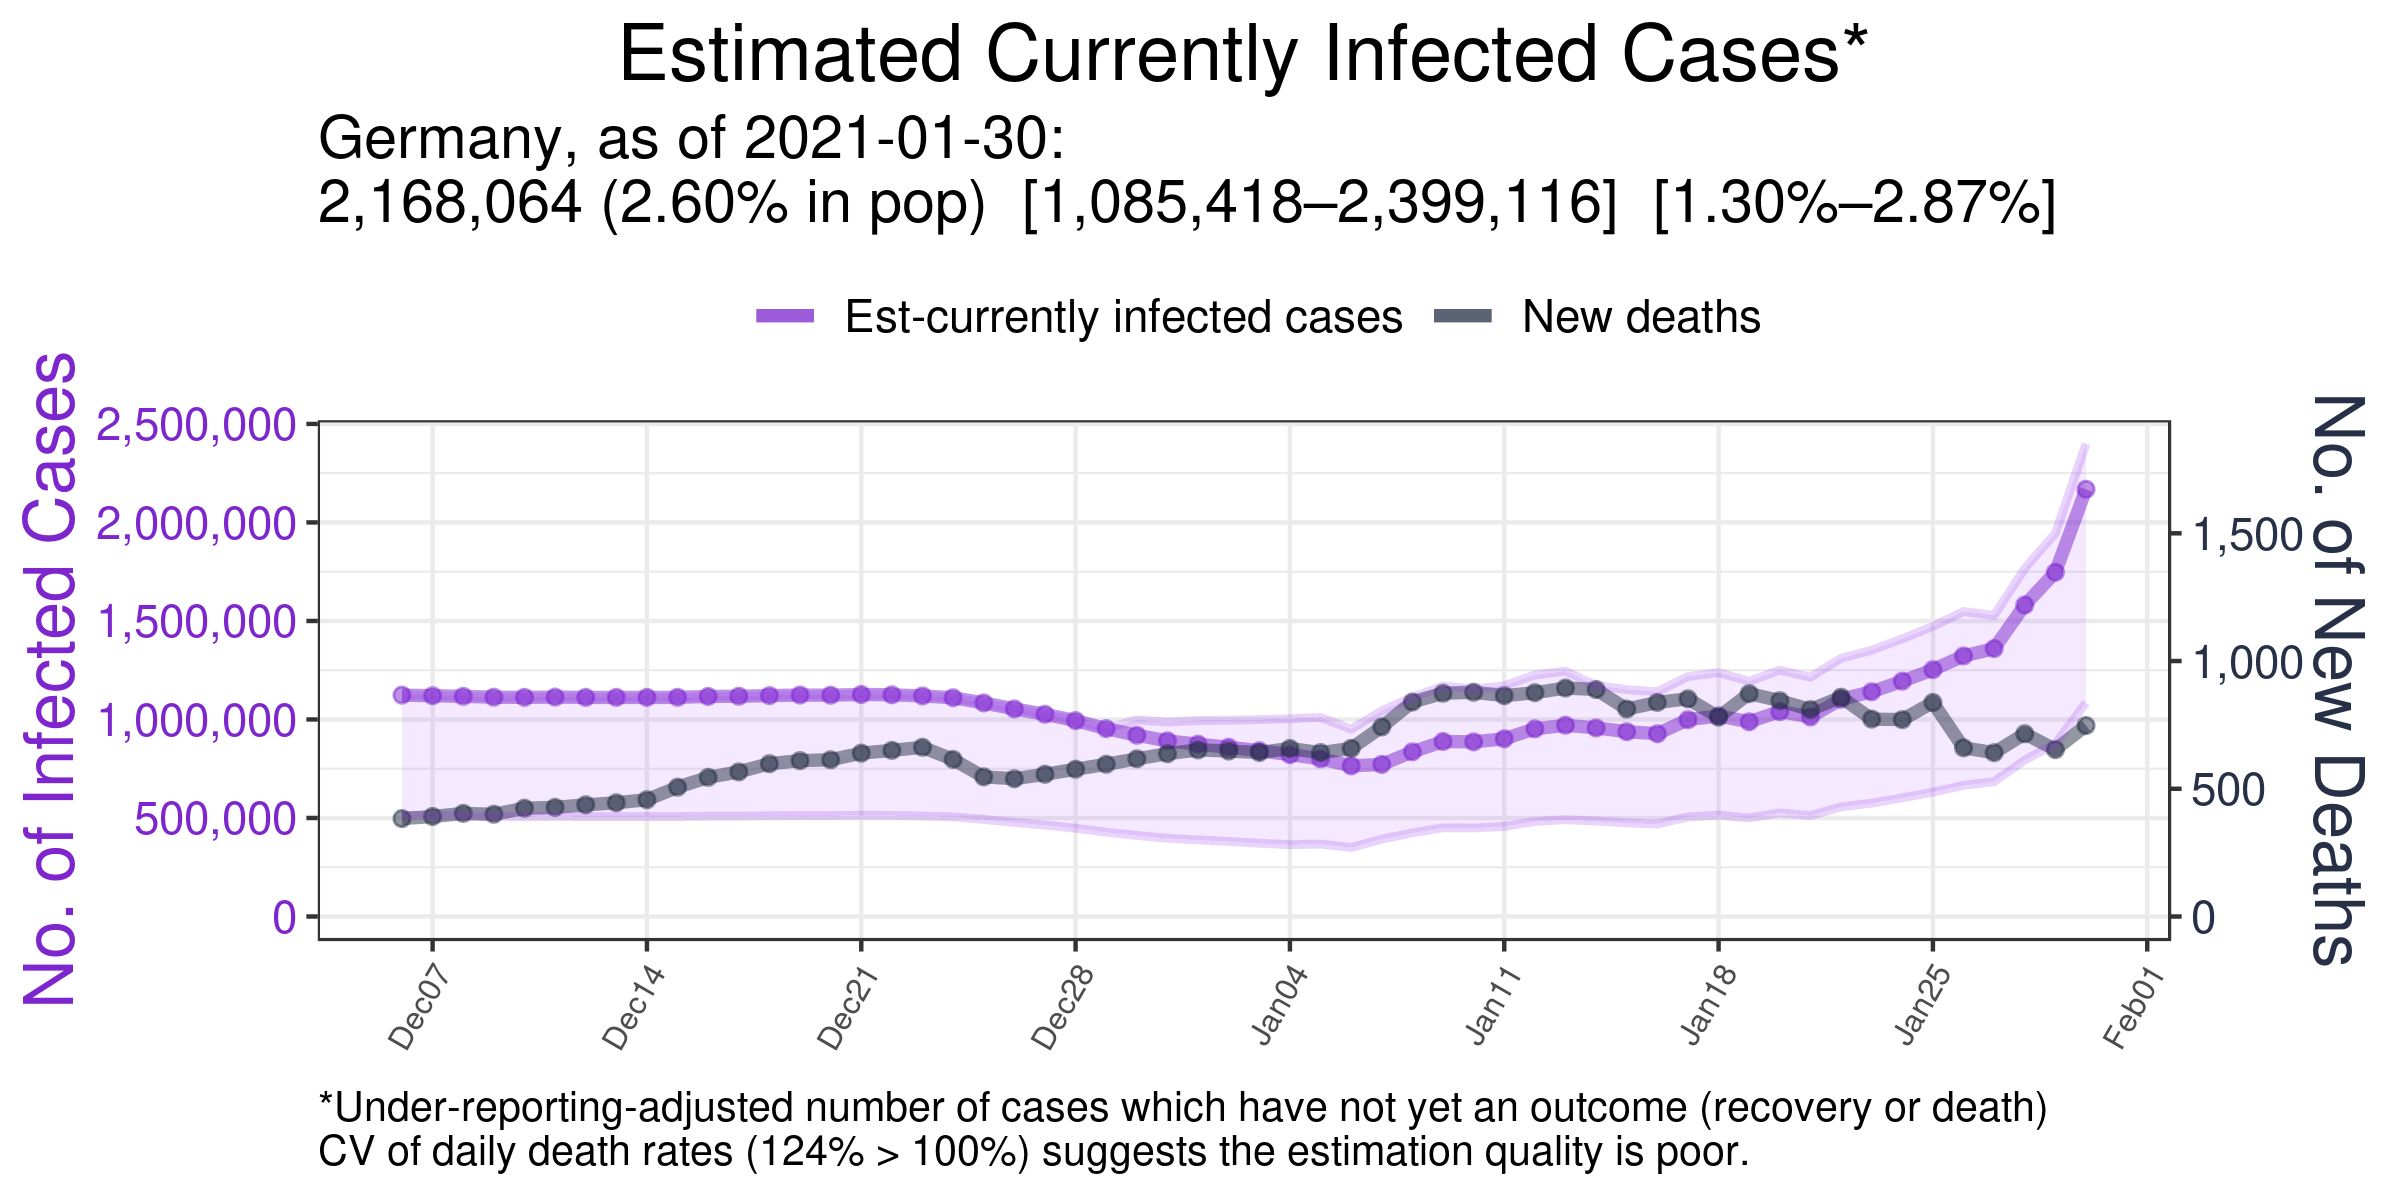 Estimated Currently Infected Cases*
Germany, as of 2021-01-30:
2,168,064 (2.60% in pop)  [1,085,418–2,399,116]  [1.30%–2.87%]
Est-currently infected cases
New deaths
No. of Infected Cases
2,500,000
2,000,000
1,500,000
1,000,000
500,000
0
1,500
1,000
500
0
No. of New Deaths
Dec07
Dec14
Dec21
Dec28
Jan04
Jan11
Jan18
Jan25
Feb01
*Under-reporting-adjusted number of cases which have not yet an outcome (recovery or death)
CV of daily death rates (124% > 100%) suggests the estimation quality is poor.